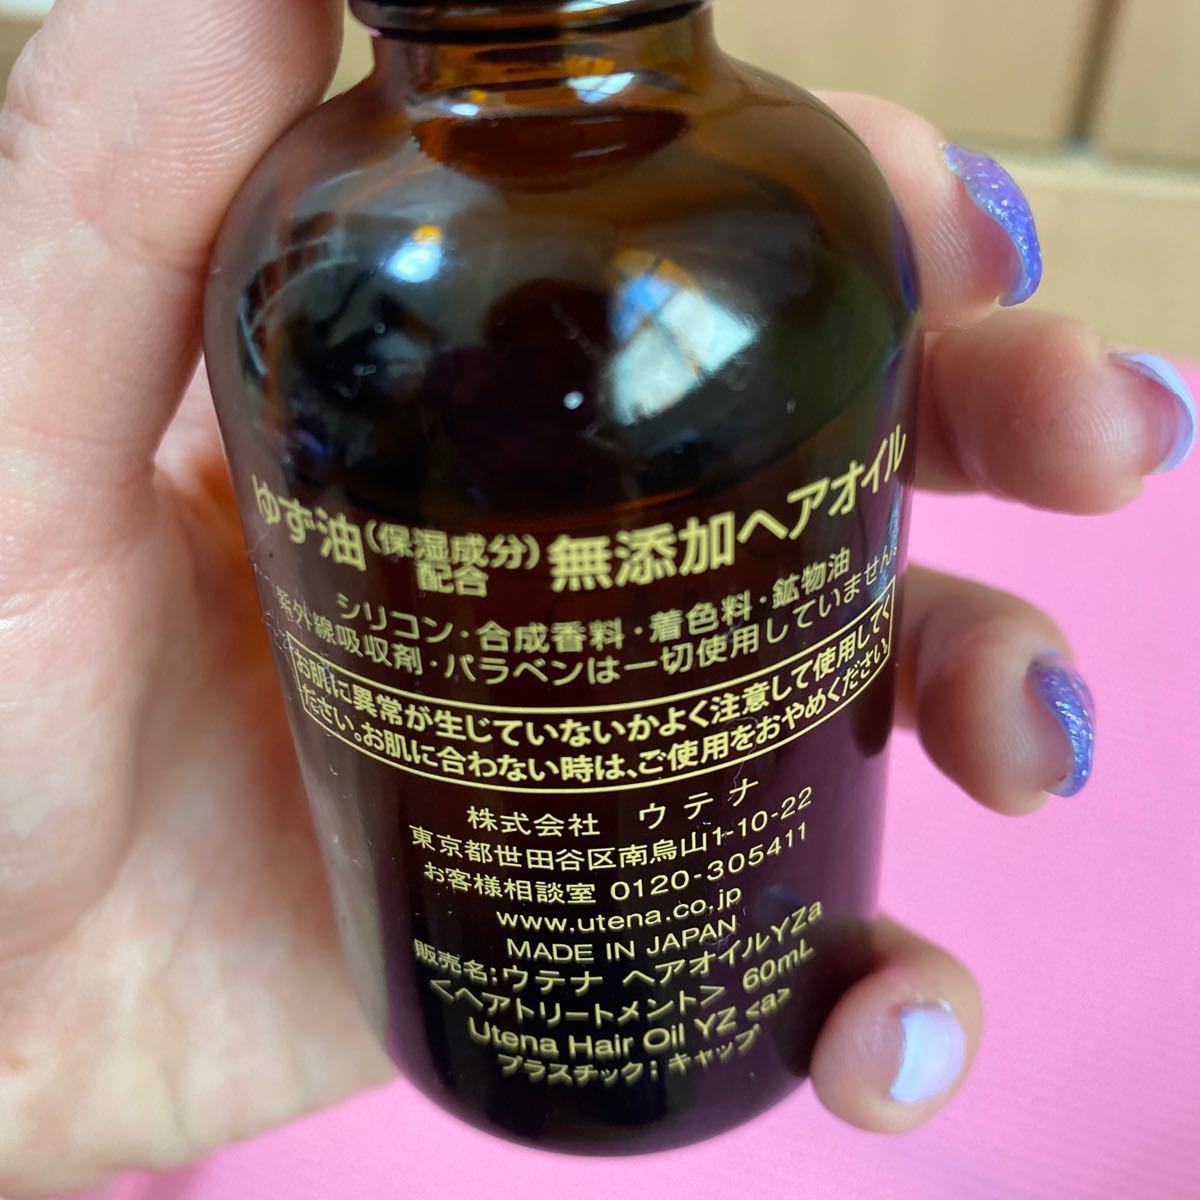 ゆず油(保湿成分)配合 無添加ヘアオイル
シリコン・合成香料・着色料・鉱物油
紫外線吸収剤・パラベンは一切使用していません。
お肌に異常が生じていないかよく注意して使用してく
ださい。お肌に合わない時は、ご使用をおやめください。
株式会社 ウテナ
東京都世田谷区南烏山1-10-22
お客様相談室 0120-305411
www.utena.co.jp
MADE IN JAPAN
販売名:ウテナ ヘアオイルYZa
<ヘアトリートメント> 60mL
Utena Hair Oil YZ <a>
プラスチック:キャップ